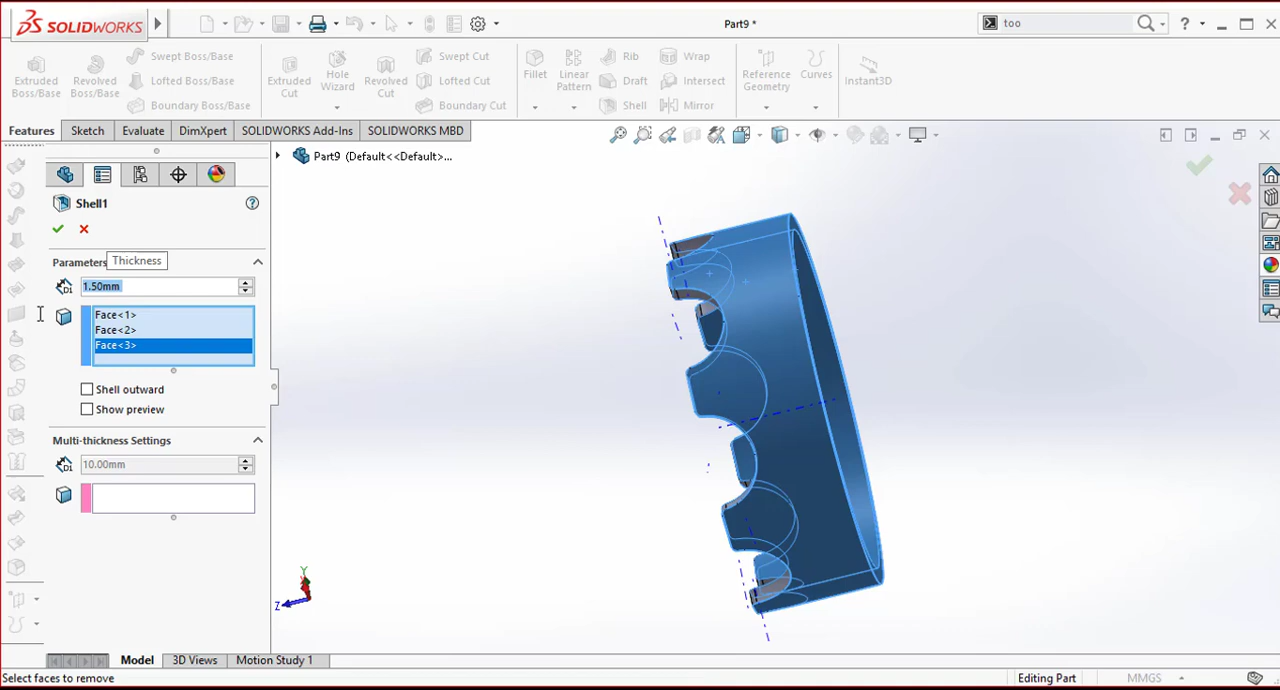 SOLIDWORKS
Part9 *
too
?
Extruded
Boss/Base
Revolved
Boss/Base
Swept Boss/Base
Lofted Boss/Base
Boundary Boss/Base
Extruded
Cut
Hole
Wizard
Revolved
Cut
Swept Cut
Lofted Cut
Boundary Cut
Fillet
Linear
Pattern
Rib
Draft
Shell
Wrap
Intersect
Mirror
Reference
Geometry
Curves
Instant3D
Features
Sketch
Evaluate
DimXpert
SOLIDWORKS Add-Ins
SOLIDWORKS MBD
Part9 (Default<<Default>...
Shell1
?
Parameters
Thickness
D1
1.50mm
Face<1>
Face<2>
Face<3>
Shell outward
Show preview
Multi-thickness Settings
D1
10.00mm
Y
Z
Model
3D Views
Motion Study 1
Select faces to remove
Editing Part
MMGS